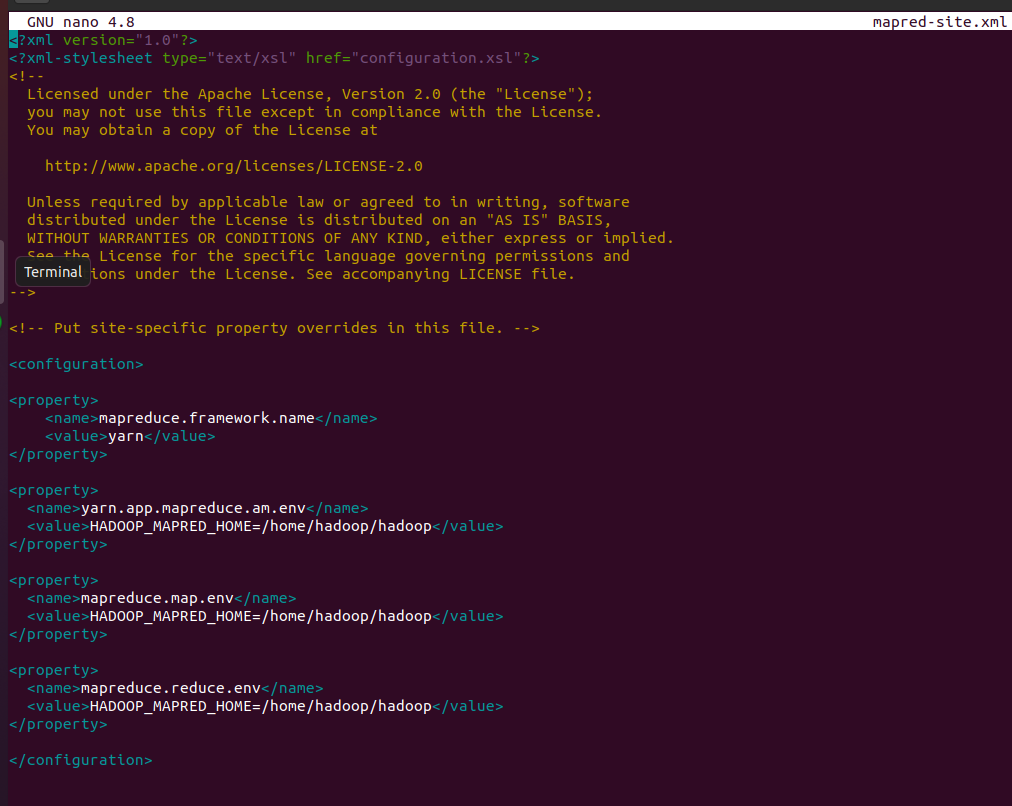 GNU nano 4.8 mapred-site.xml
<?xml version="1.0"?>
<?xml-stylesheet type="text/xsl" href="configuration.xsl"?>
<!--
  Licensed under the Apache License, Version 2.0 (the "License");
  you may not use this file except in compliance with the License.
  You may obtain a copy of the License at

    http://www.apache.org/licenses/LICENSE-2.0

  Unless required by applicable law or agreed to in writing, software
  distributed under the License is distributed on an "AS IS" BASIS,
  WITHOUT WARRANTIES OR CONDITIONS OF ANY KIND, either express or implied.
  See the License for the specific language governing permissions and
Terminal
under the License. See accompanying LICENSE file.
-->

<!-- Put site-specific property overrides in this file. -->

<configuration>

<property>
    <name>mapreduce.framework.name</name>
    <value>yarn</value>
</property>

<property>
  <name>yarn.app.mapreduce.am.env</name>
  <value>HADOOP_MAPRED_HOME=/home/hadoop/hadoop</value>
</property>

<property>
  <name>mapreduce.map.env</name>
  <value>HADOOP_MAPRED_HOME=/home/hadoop/hadoop</value>
</property>

<property>
  <name>mapreduce.reduce.env</name>
  <value>HADOOP_MAPRED_HOME=/home/hadoop/hadoop</value>
</property>

</configuration>